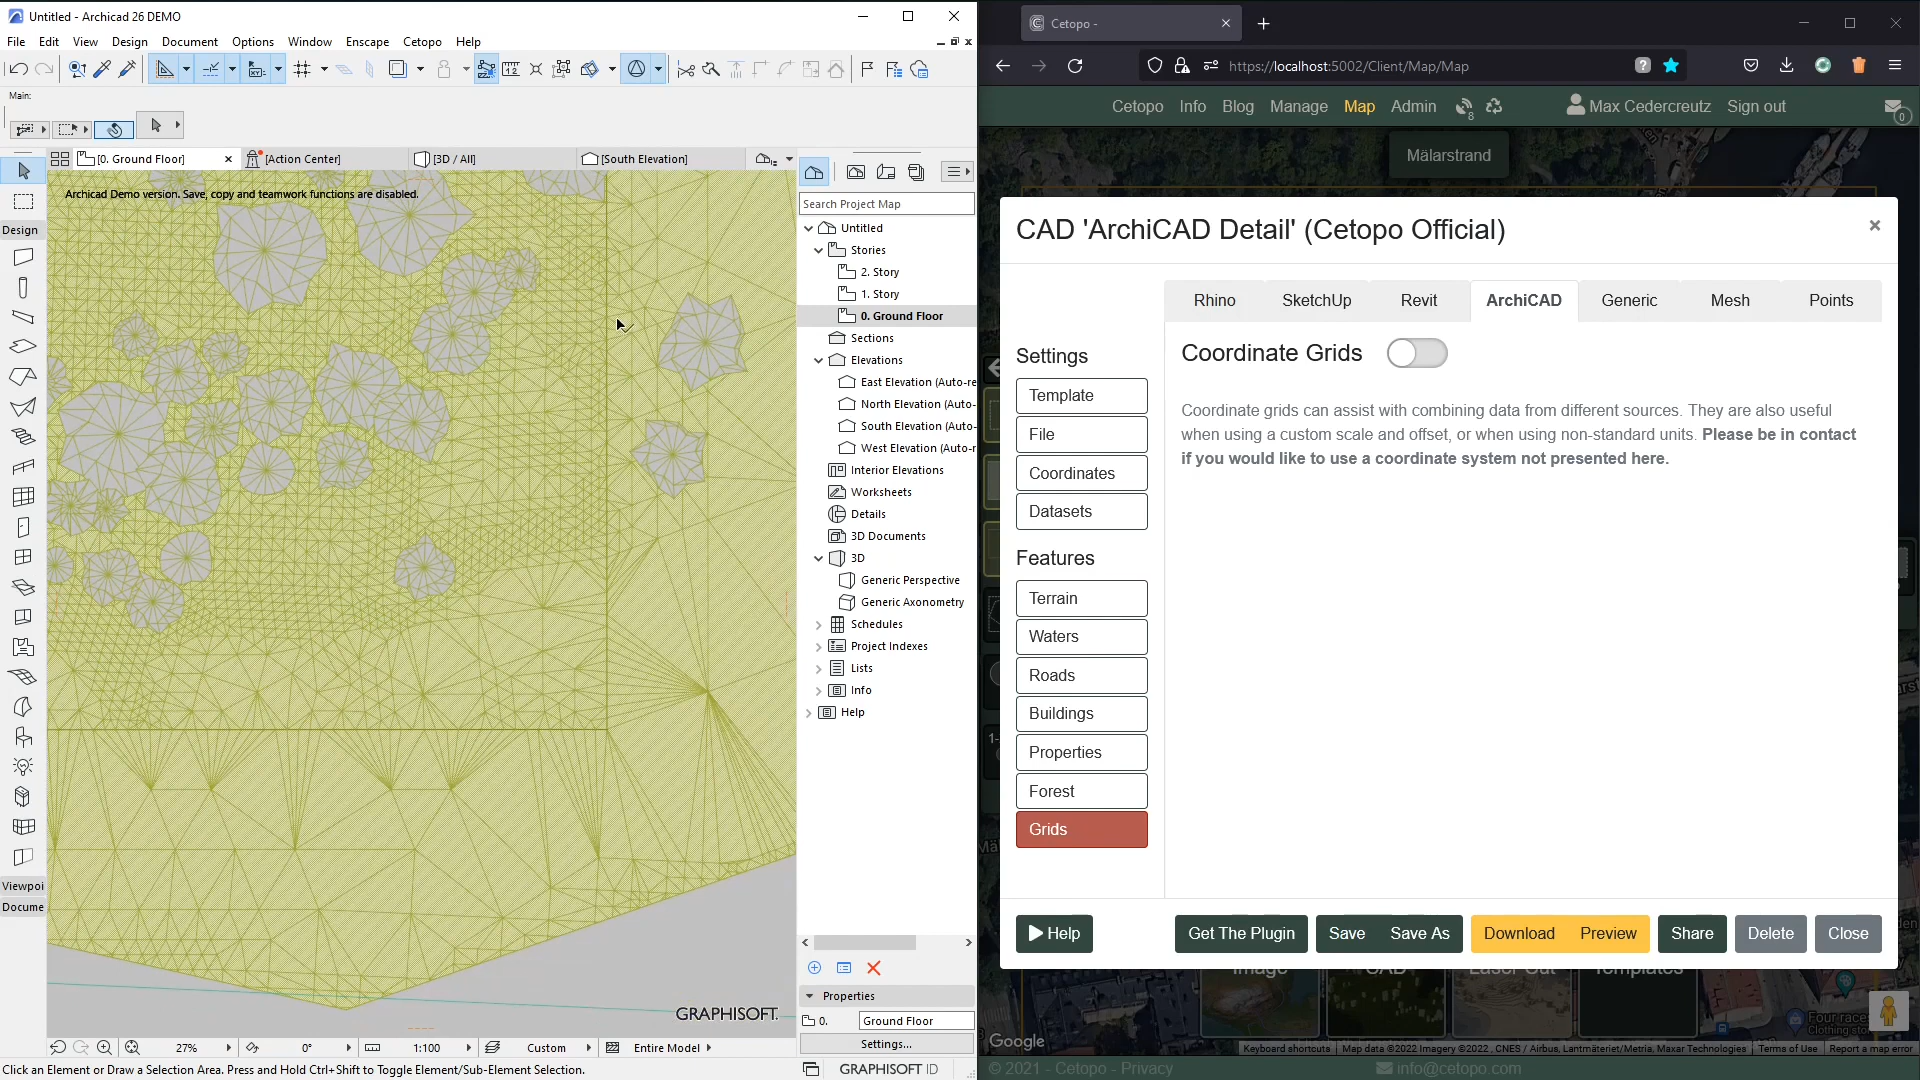 Untitled - Archicad 26 DEMO
File Edit View Design Document Options Window Enscape Cetopo Help
Main:
[0. Ground Floor]
[Action Center]
[3D / All]
[South Elevation]
Archicad Demo version. Save, copy and teamwork functions are disabled.
Design
Viewpoi
Docume
GRAPHISOFT.
27%
0°
1:100
Custom
Entire Model
Click an Element or Draw a Selection Area. Press and Hold Ctrl+Shift to Toggle Element/Sub-Element Selection.
Search Project Map
Untitled
Stories
2. Story
1. Story
0. Ground Floor
Sections
Elevations
East Elevation (Auto-re
North Elevation (Auto-
South Elevation (Auto-
West Elevation (Auto-r
Interior Elevations
Worksheets
Details
3D Documents
3D
Generic Perspective
Generic Axonometry
Schedules
Project Indexes
Lists
Info
Help
Properties
0. Ground Floor
Settings...
GRAPHISOFT ID
Cetopo -
https://localhost:5002/Client/Map/Map
Cetopo Info Blog Manage Map Admin 8 Max Cedercreutz Sign out 0
Mälarstrand
CAD 'ArchiCAD Detail' (Cetopo Official)
×
Rhino SketchUp Revit ArchiCAD Generic Mesh Points
Settings
Template
File
Coordinates
Datasets
Features
Terrain
Waters
Roads
Buildings
Properties
Forest
Grids
Coordinate Grids
Coordinate grids can assist with combining data from different sources. They are also useful
when using a custom scale and offset, or when using non-standard units. Please be in contact
if you would like to use a coordinate system not presented here.
Help
Get The Plugin
Save Save As
Download Preview
Share
Delete
Close
Image
CAD
Laser Cut
Templates
Four race
Clothing sto
Google
Keyboard shortcuts Map data ©2022 Imagery ©2022 , CNES / Airbus, Lantmäteriet/Metria, Maxar Technologies Terms of Use Report a map error
© 2021 - Cetopo - Privacy
info@cetopo.com